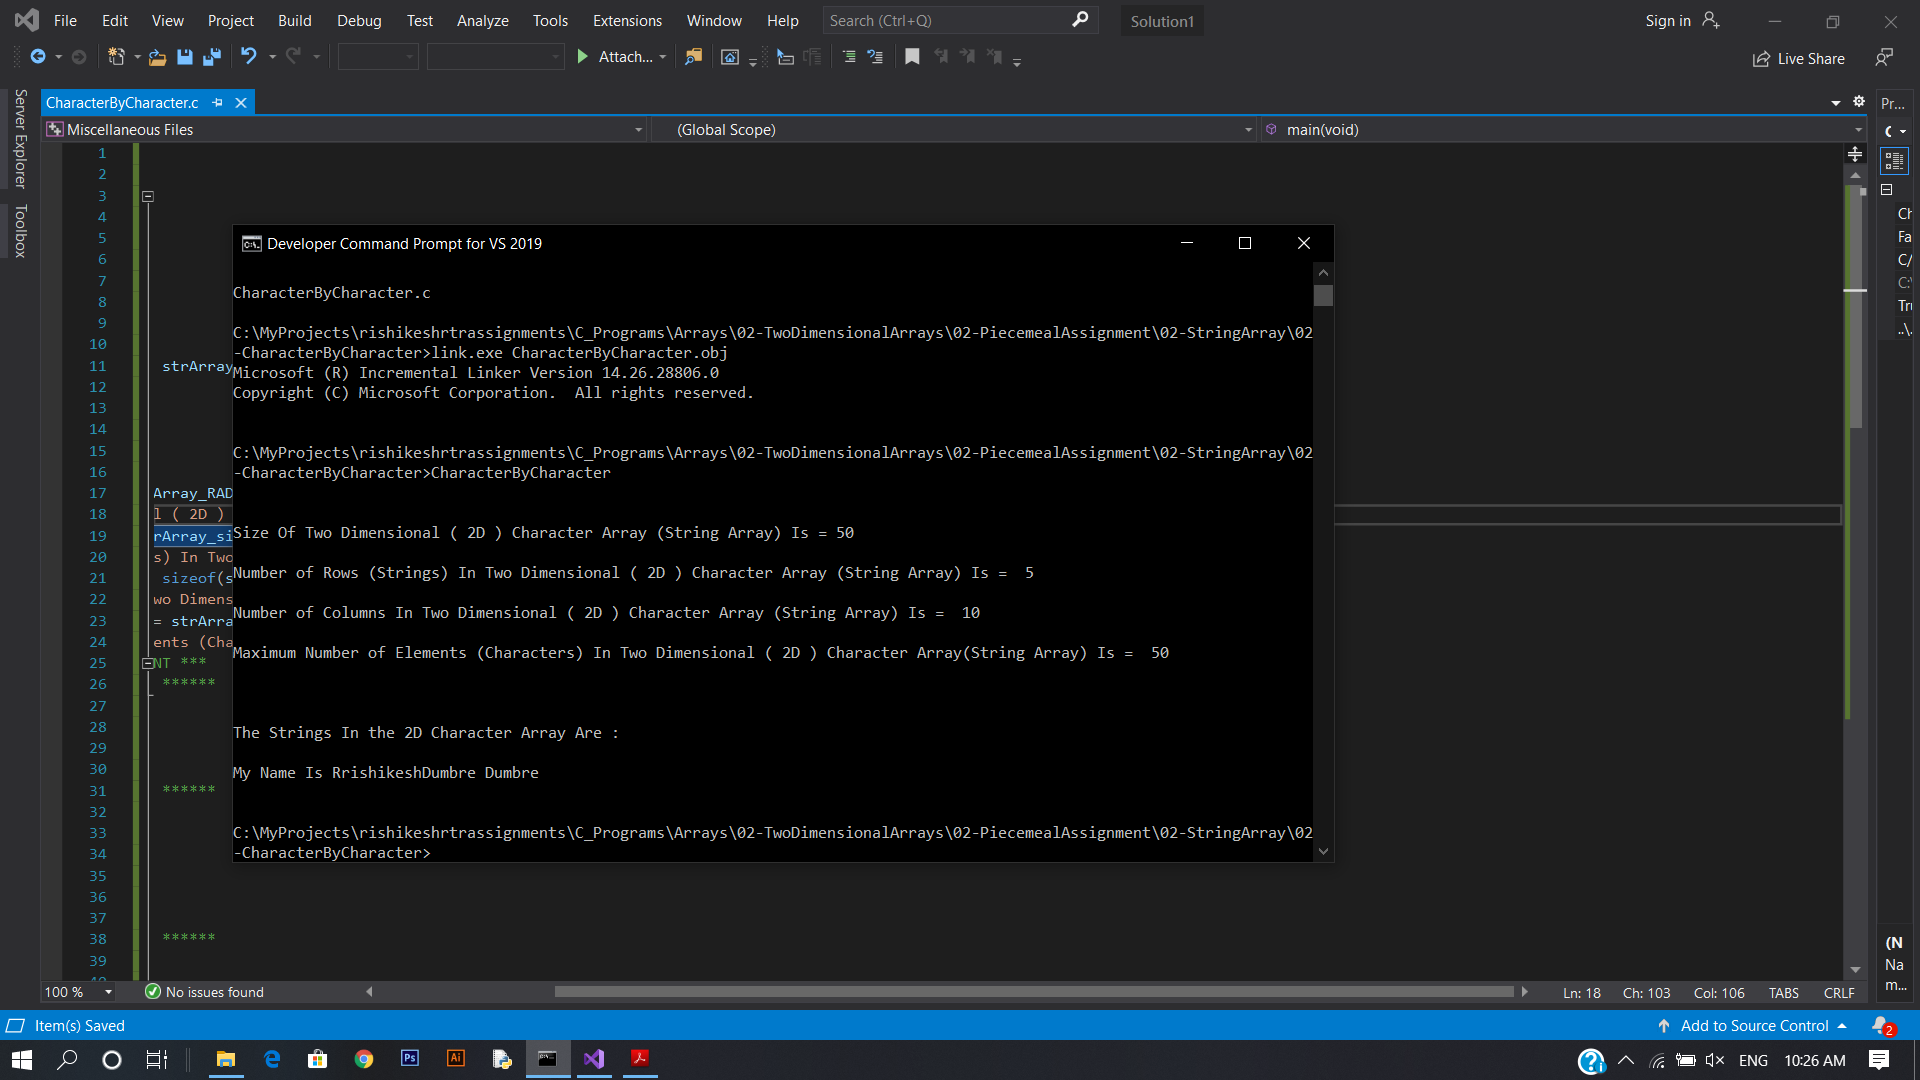 File Edit View Project Build Debug Test Analyze Tools Extensions Window Help Search (Ctrl+Q) Solution1 Sign in
Attach... Live Share
CharacterByCharacter.c Pr...
Miscellaneous Files (Global Scope) main(void)
Server Explorer
Toolbox
1
2
3
4
5
6
7
8
9
10
11 strArray
12
13
14
15
16
17 Array_RAD
18 l ( 2D )
19 rArray_si
20 s) In Two
21 sizeof(s
22 wo Dimens
23 = strArra
24 ents (Cha
25 NT ***
26 ******
27
28
29
30
31 ******
32
33
34
35
36
37
38 ******
39
40
Developer Command Prompt for VS 2019
CharacterByCharacter.c
C:\MyProjects\rishikeshrtrassignments\C_Programs\Arrays\02-TwoDimensionalArrays\02-PiecemealAssignment\02-StringArray\02
-CharacterByCharacter>link.exe CharacterByCharacter.obj
Microsoft (R) Incremental Linker Version 14.26.28806.0
Copyright (C) Microsoft Corporation.  All rights reserved.
C:\MyProjects\rishikeshrtrassignments\C_Programs\Arrays\02-TwoDimensionalArrays\02-PiecemealAssignment\02-StringArray\02
-CharacterByCharacter>CharacterByCharacter
Size Of Two Dimensional ( 2D ) Character Array (String Array) Is = 50
Number of Rows (Strings) In Two Dimensional ( 2D ) Character Array (String Array) Is =  5
Number of Columns In Two Dimensional ( 2D ) Character Array (String Array) Is =  10
Maximum Number of Elements (Characters) In Two Dimensional ( 2D ) Character Array(String Array) Is =  50
The Strings In the 2D Character Array Are :
My Name Is RrishikeshDumbre Dumbre
C:\MyProjects\rishikeshrtrassignments\C_Programs\Arrays\02-TwoDimensionalArrays\02-PiecemealAssignment\02-StringArray\02
-CharacterByCharacter>
Ch
Fa
C/
C:\
Tru
..\.
(N
Na
m...
100 % No issues found Ln: 18 Ch: 103 Col: 106 TABS CRLF
Item(s) Saved Add to Source Control 2
Ps Ai ENG 10:26 AM